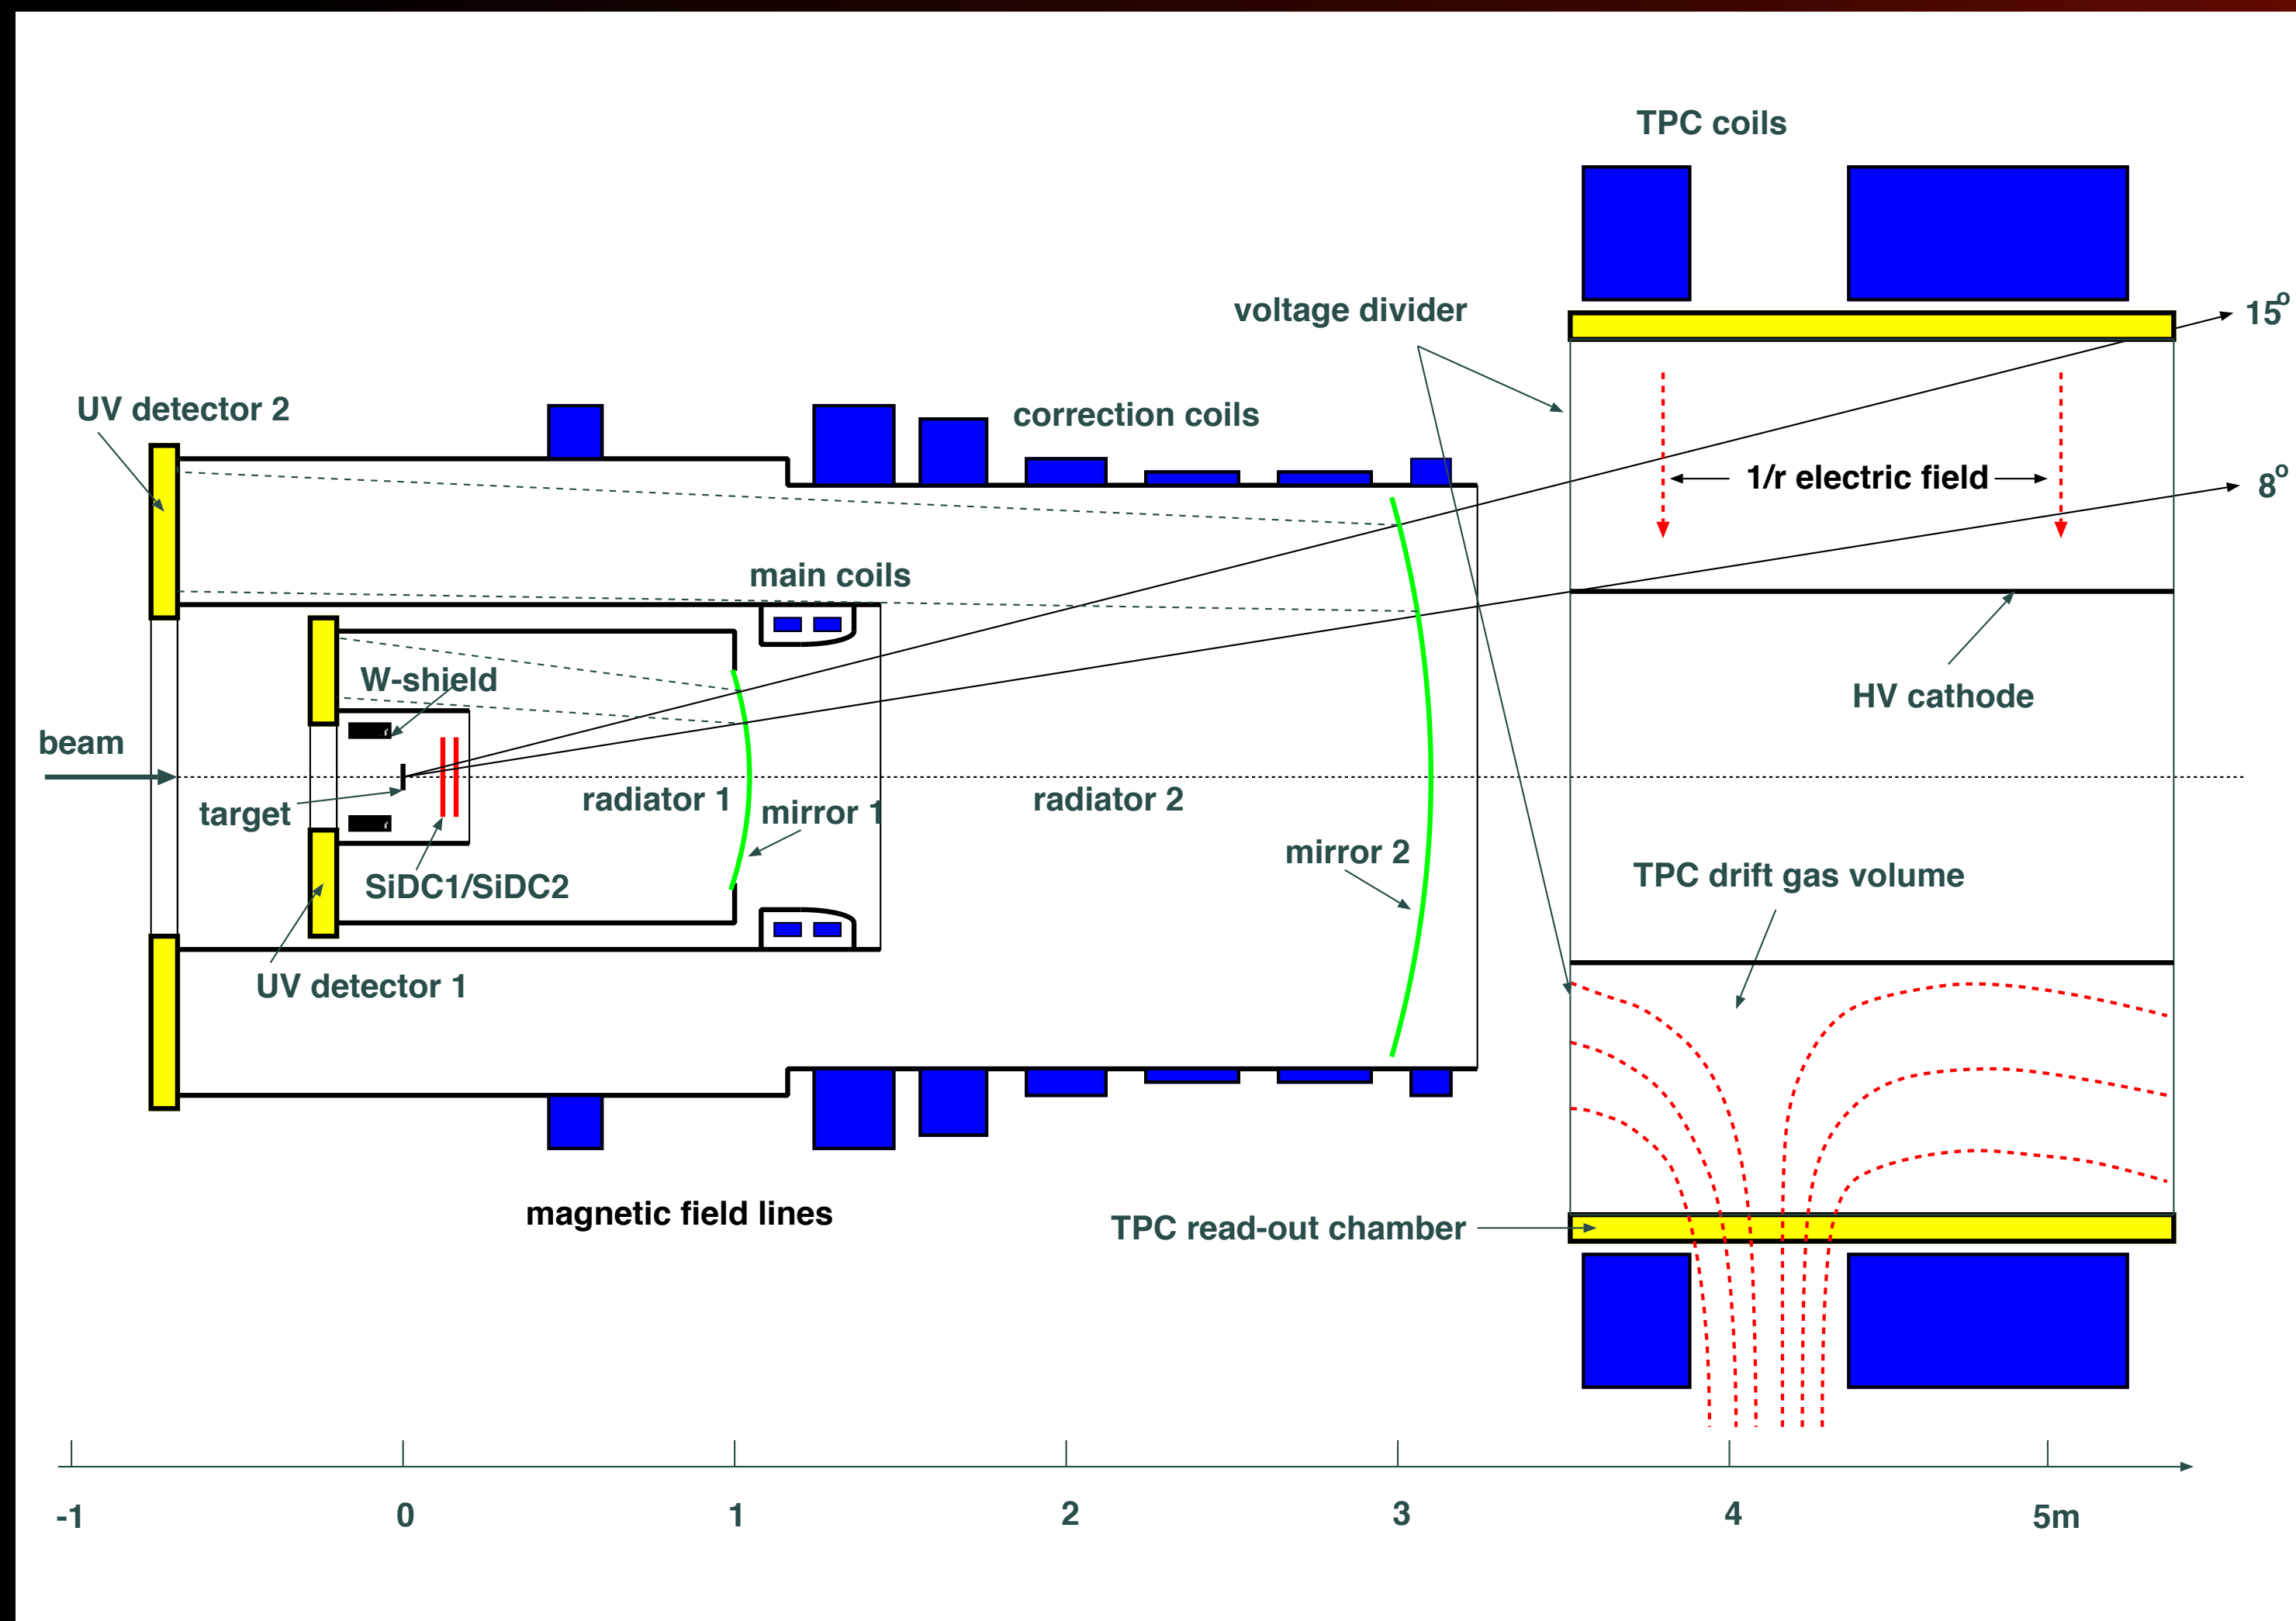 TPC coils
voltage divider
15°
UV detector 2
correction coils
1/r electric field
8°
main coils
W-shield
HV cathode
beam
target
radiator 1
mirror 1
radiator 2
mirror 2
SiDC1/SiDC2
TPC drift gas volume
UV detector 1
magnetic field lines
TPC read-out chamber
-1 0 1 2 3 4 5m